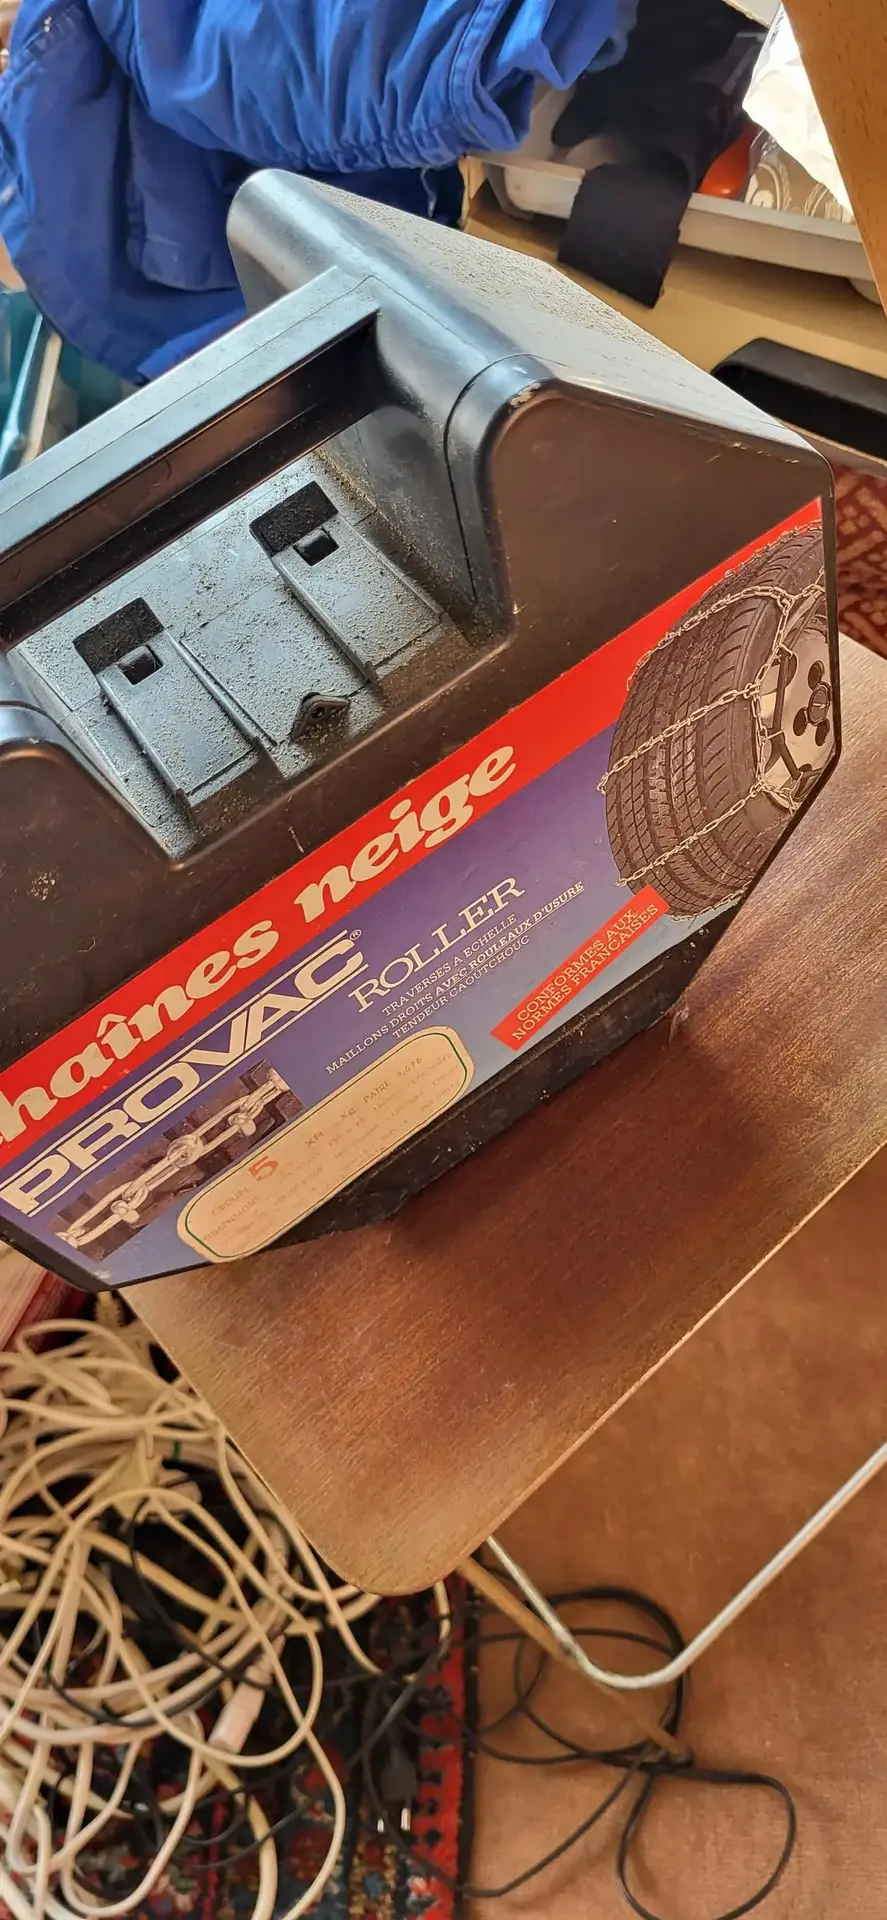 chaînes neige
PROVAC®
ROLLER
TRAVERSES A ECHELLE
MAILLONS DROITS AVEC ROULEAUX D'USURE
TENDEUR CAOUTCHOUC
CONFORMES AUX
NORMES FRANÇAISES
GROUPE 5
DIMENSIONS